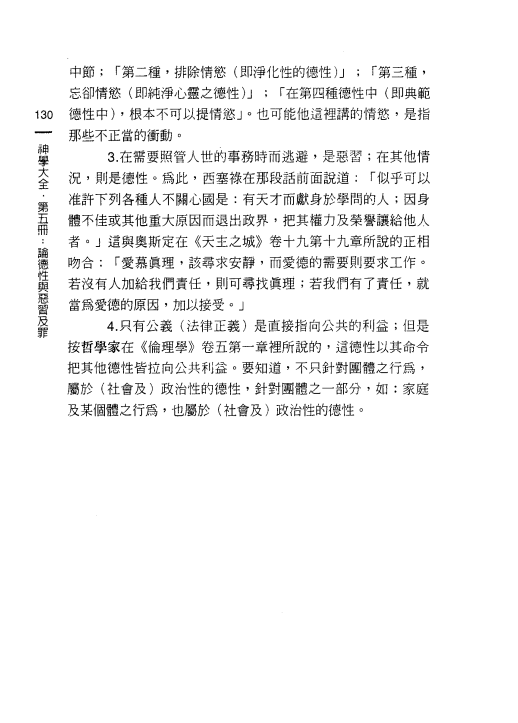 中節；「第二種，排除情慾（即淨化性的德性）」；「第三種，
忘卻情慾（即純淨心靈之德性）」；「在第四種德性中（即典範
德性中），根本不可以提情慾」。也可能他這裡講的情慾，是指
那些不正當的衝動。
3.在需要照管人世的事務時而逃避，是惡習；在其他情
況，則是德性。爲此，西塞祿在那段話前面說道：「似乎可以
准許下列各種人不關心國是：有天才而獻身於學問的人；因身
體不佳或其他重大原因而退出政界，把其權力及榮譽讓給他人
者。」這與奧斯定在《天主之城》卷十九第十九章所說的正相
吻合：「愛慕眞理，該尋求安靜，而愛德的需要則要求工作。
若沒有人加給我們責任，則可尋找眞理；若我們有了責任，就
當爲愛德的原因，加以接受。」
4.只有公義（法律正義）是直接指向公共的利益；但是
按哲學家在《倫理學》卷五第一章裡所說的，這德性以其命令
把其他德性皆拉向公共利益。要知道，不只針對團體之行爲，
屬於（社會及）政治性的德性，針對團體之一部分，如：家庭
及某個體之行爲，也屬於（社會及）政治性的德性。
130
神學大全．第五冊：論德性與惡習及罪